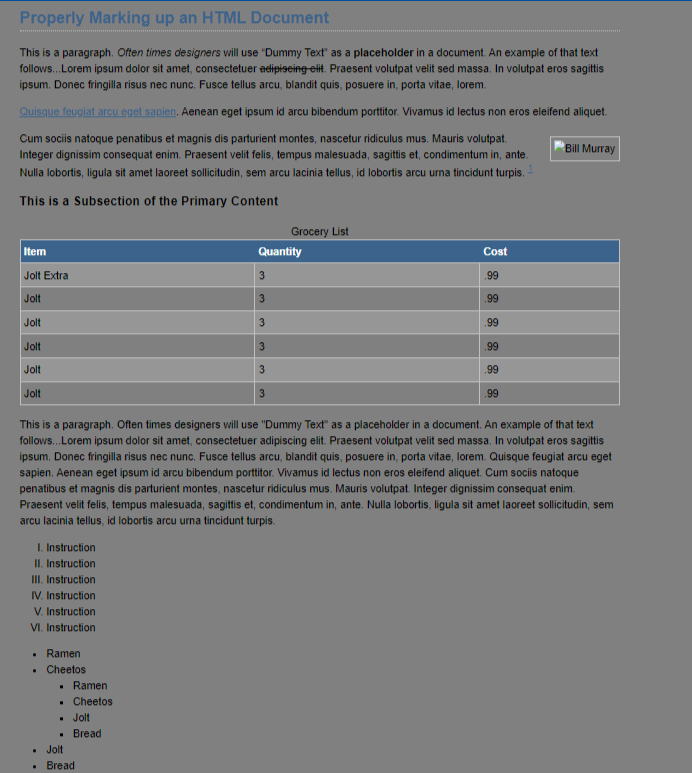 Properly Marking up an HTML Document
This is a paragraph. Often times designers will use “Dummy Text” as a placeholder in a document. An example of that text
follows...Lorem ipsum dolor sit amet, consectetuer adipiscing elit. Praesent volutpat velit sed massa. In volutpat eros sagittis
ipsum. Donec fringilla risus nec nunc. Fusce tellus arcu, blandit quis, posuere in, porta vitae, lorem.
Quisque feugiat arcu eget sapien. Aenean eget ipsum id arcu bibendum porttitor. Vivamus id lectus non eros eleifend aliquet.
Cum sociis natoque penatibus et magnis dis parturient montes, nascetur ridiculus mus. Mauris volutpat.
Integer dignissim consequat enim. Praesent velit felis, tempus malesuada, sagittis et, condimentum in, ante.
Nulla lobortis, ligula sit amet laoreet sollicitudin, sem arcu lacinia tellus, id lobortis arcu urna tincidunt turpis. 1
Bill Murray
This is a Subsection of the Primary Content
Grocery List
Item Quantity Cost
Jolt Extra 3 .99
Jolt 3 .99
Jolt 3 .99
Jolt 3 .99
Jolt 3 .99
Jolt 3 .99
This is a paragraph. Often times designers will use "Dummy Text" as a placeholder in a document. An example of that text
follows...Lorem ipsum dolor sit amet, consectetuer adipiscing elit. Praesent volutpat velit sed massa. In volutpat eros sagittis
ipsum. Donec fringilla risus nec nunc. Fusce tellus arcu, blandit quis, posuere in, porta vitae, lorem. Quisque feugiat arcu eget
sapien. Aenean eget ipsum id arcu bibendum porttitor. Vivamus id lectus non eros eleifend aliquet. Cum sociis natoque
penatibus et magnis dis parturient montes, nascetur ridiculus mus. Mauris volutpat. Integer dignissim consequat enim.
Praesent velit felis, tempus malesuada, sagittis et, condimentum in, ante. Nulla lobortis, ligula sit amet laoreet sollicitudin, sem
arcu lacinia tellus, id lobortis arcu urna tincidunt turpis.
I. Instruction
II. Instruction
III. Instruction
IV. Instruction
V. Instruction
VI. Instruction
Ramen
Cheetos
Ramen
Cheetos
Jolt
Bread
Jolt
Bread